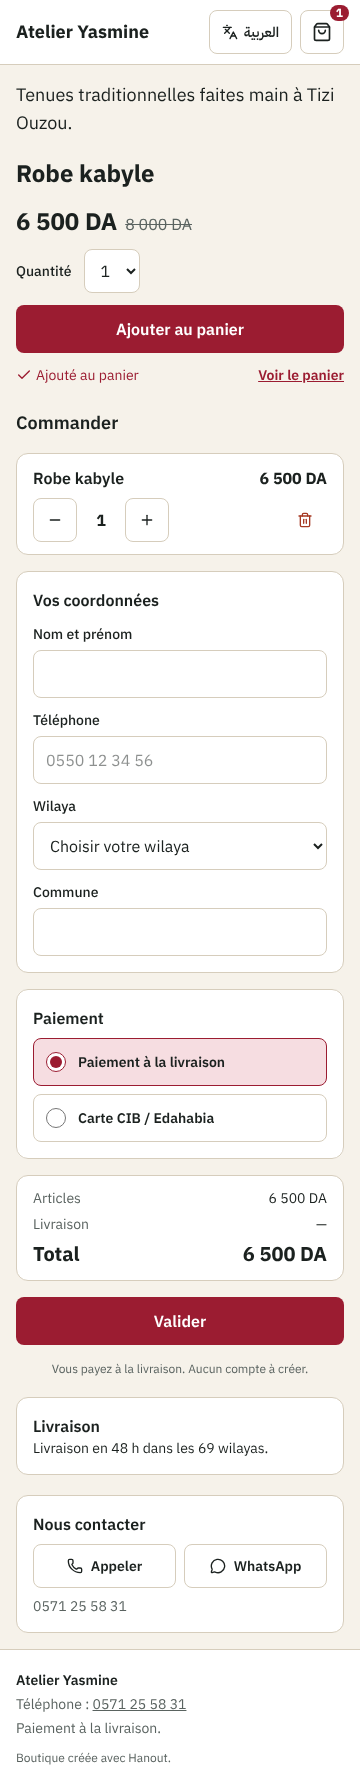 Atelier Yasmine
العربية
1
Tenues traditionnelles faites main à Tizi
Ouzou.
Robe kabyle
6 500 DA 8 000 DA
Quantité 1
Ajouter au panier
Ajouté au panier Voir le panier
Commander
Robe kabyle 6 500 DA
− 1 +
Vos coordonnées
Nom et prénom
Téléphone
0550 12 34 56
Wilaya
Choisir votre wilaya
Commune
Paiement
Paiement à la livraison
Carte CIB / Edahabia
Articles 6 500 DA
Livraison —
Total 6 500 DA
Valider
Vous payez à la livraison. Aucun compte à créer.
Livraison
Livraison en 48 h dans les 69 wilayas.
Nous contacter
Appeler WhatsApp
0571 25 58 31
Atelier Yasmine
Téléphone : 0571 25 58 31
Paiement à la livraison.
Boutique créée avec Hanout.